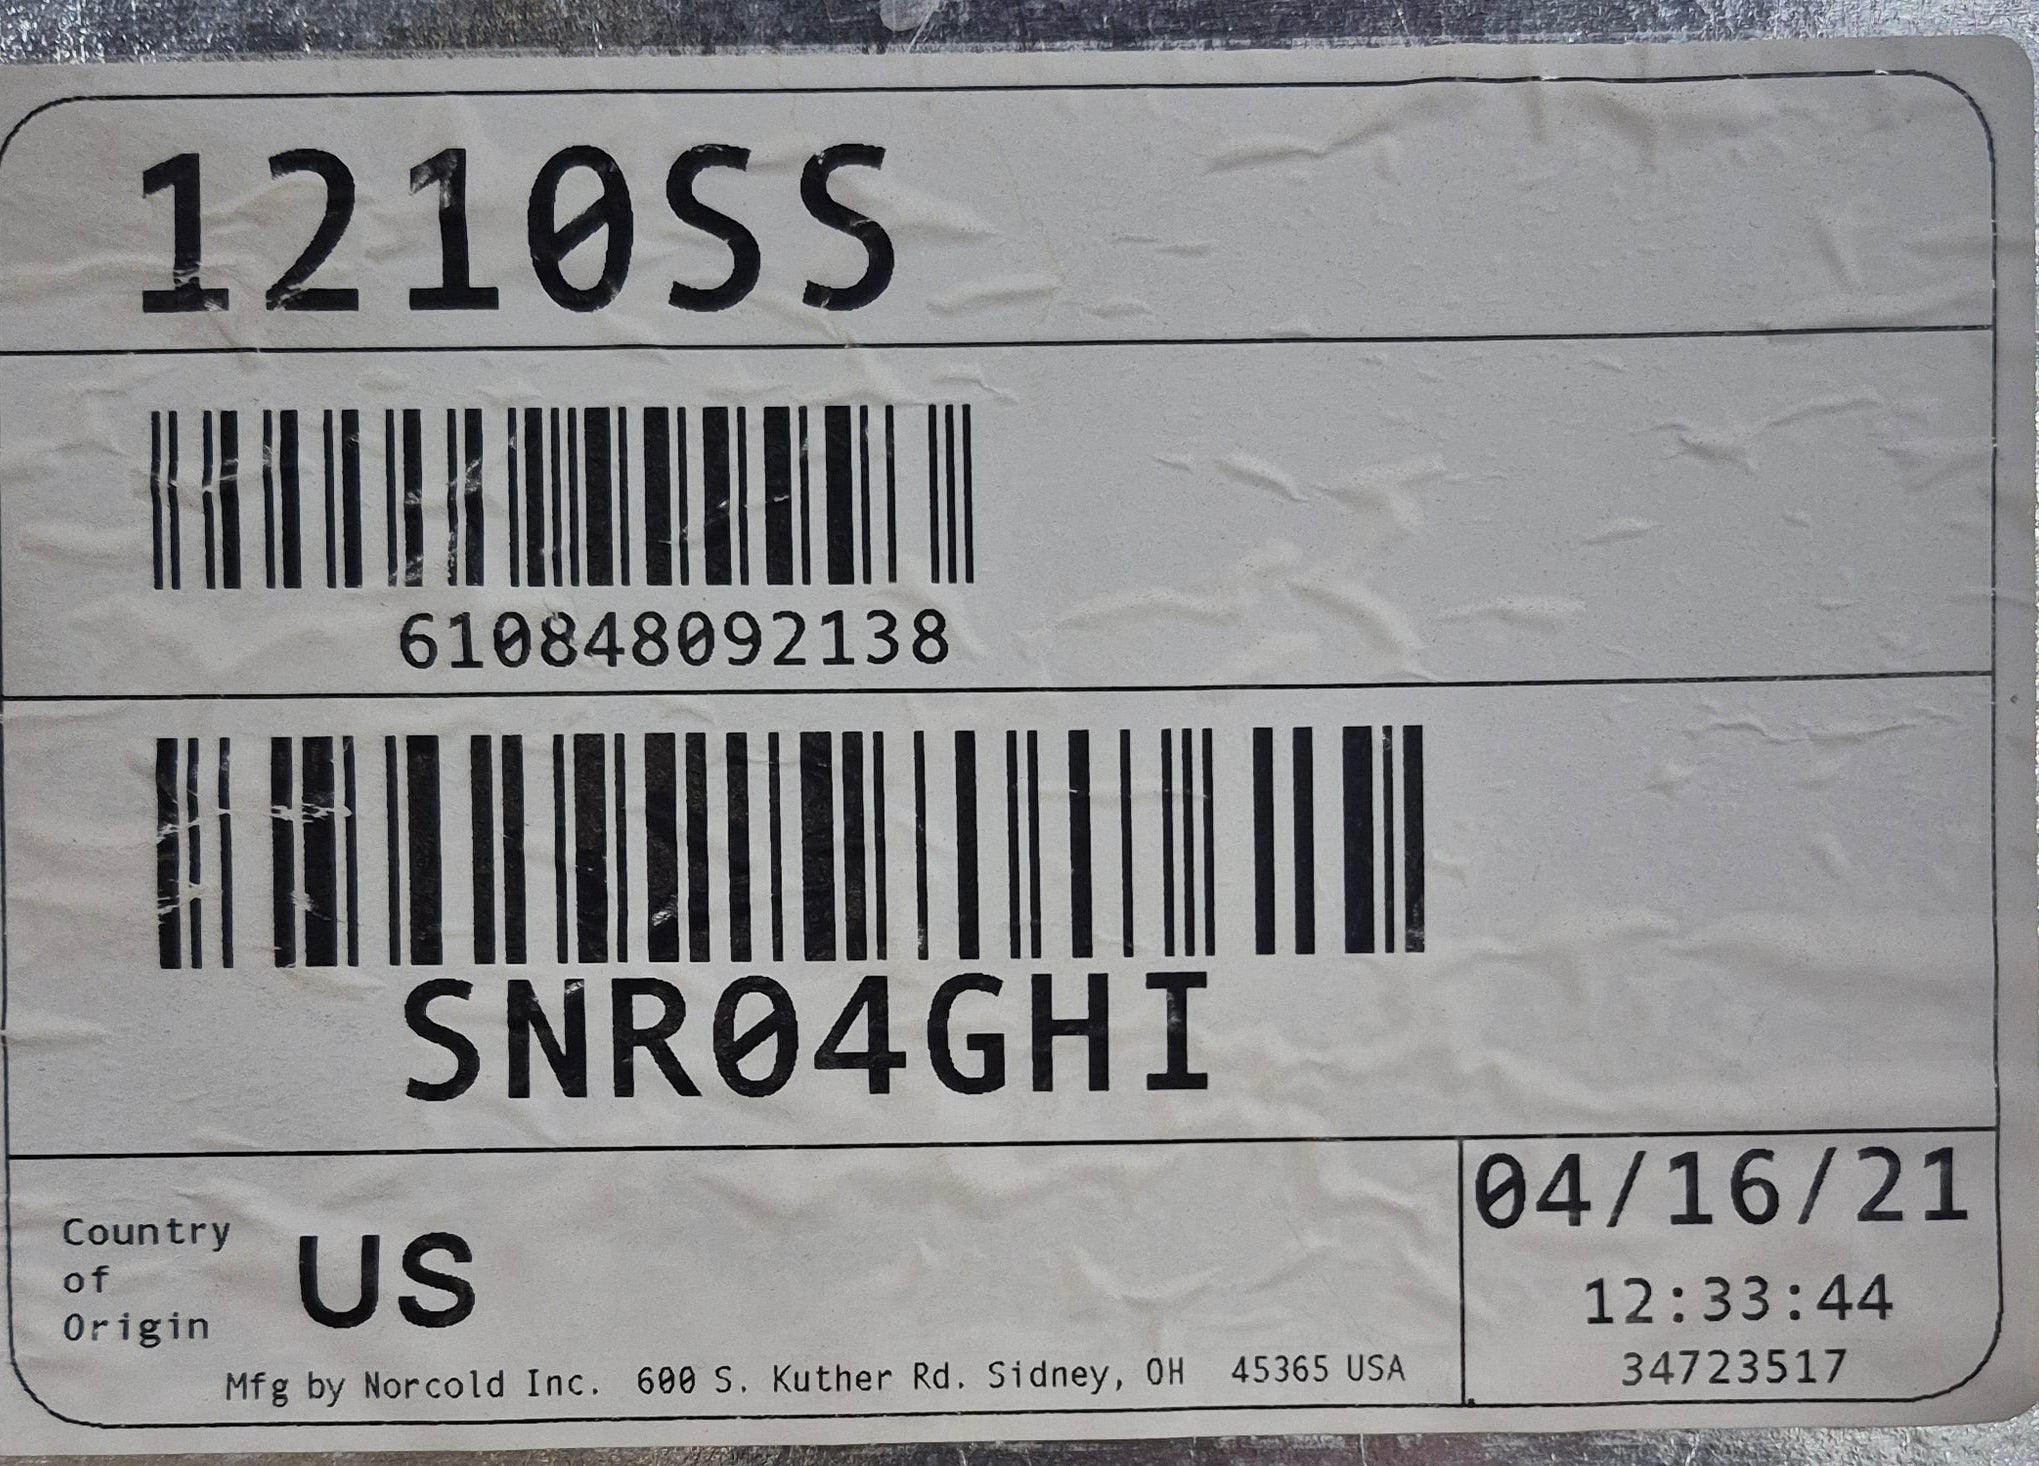 1210SS
610848092138
SNR04GHI
Country
of
Origin
US
Mfg by Norcold Inc. 600 S. Kuther Rd. Sidney, OH 45365 USA
04/16/21
12:33:44
34723517